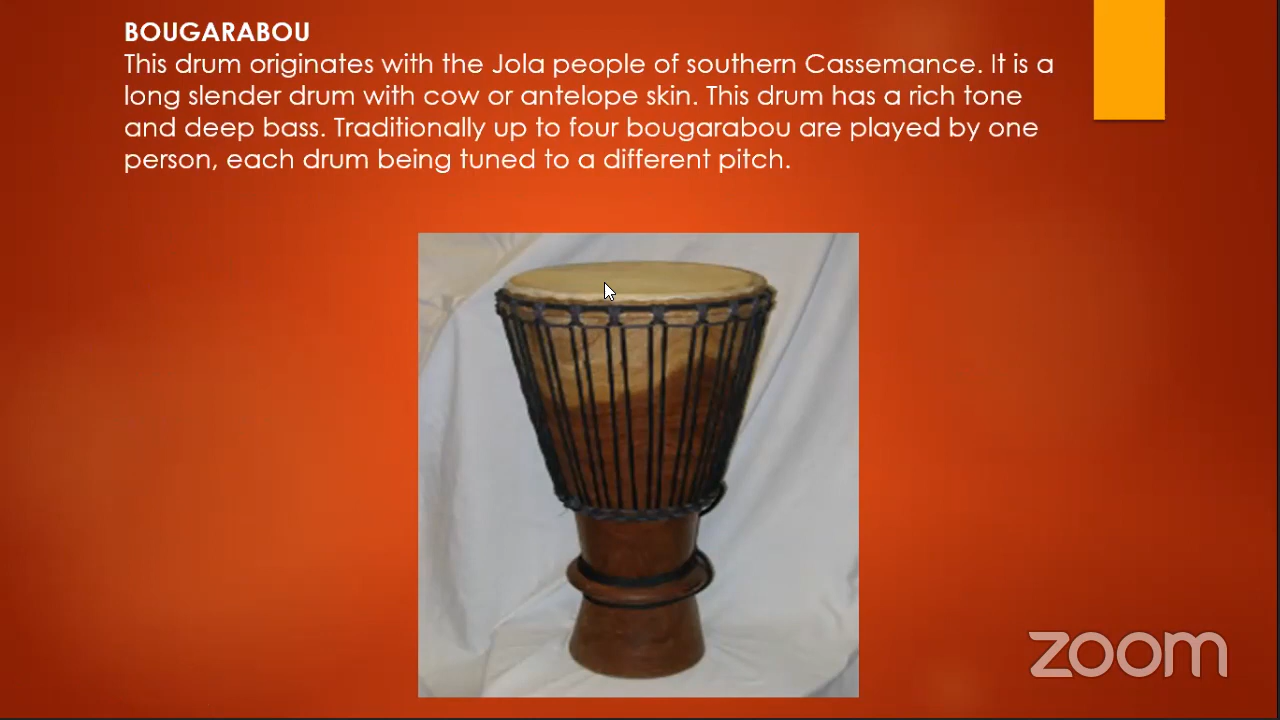 BOUGARABOU
This drum originates with the Jola people of southern Cassemance. It is a
long slender drum with cow or antelope skin. This drum has a rich tone
and deep bass. Traditionally up to four bougarabou are played by one
person, each drum being tuned to a different pitch.
zoom